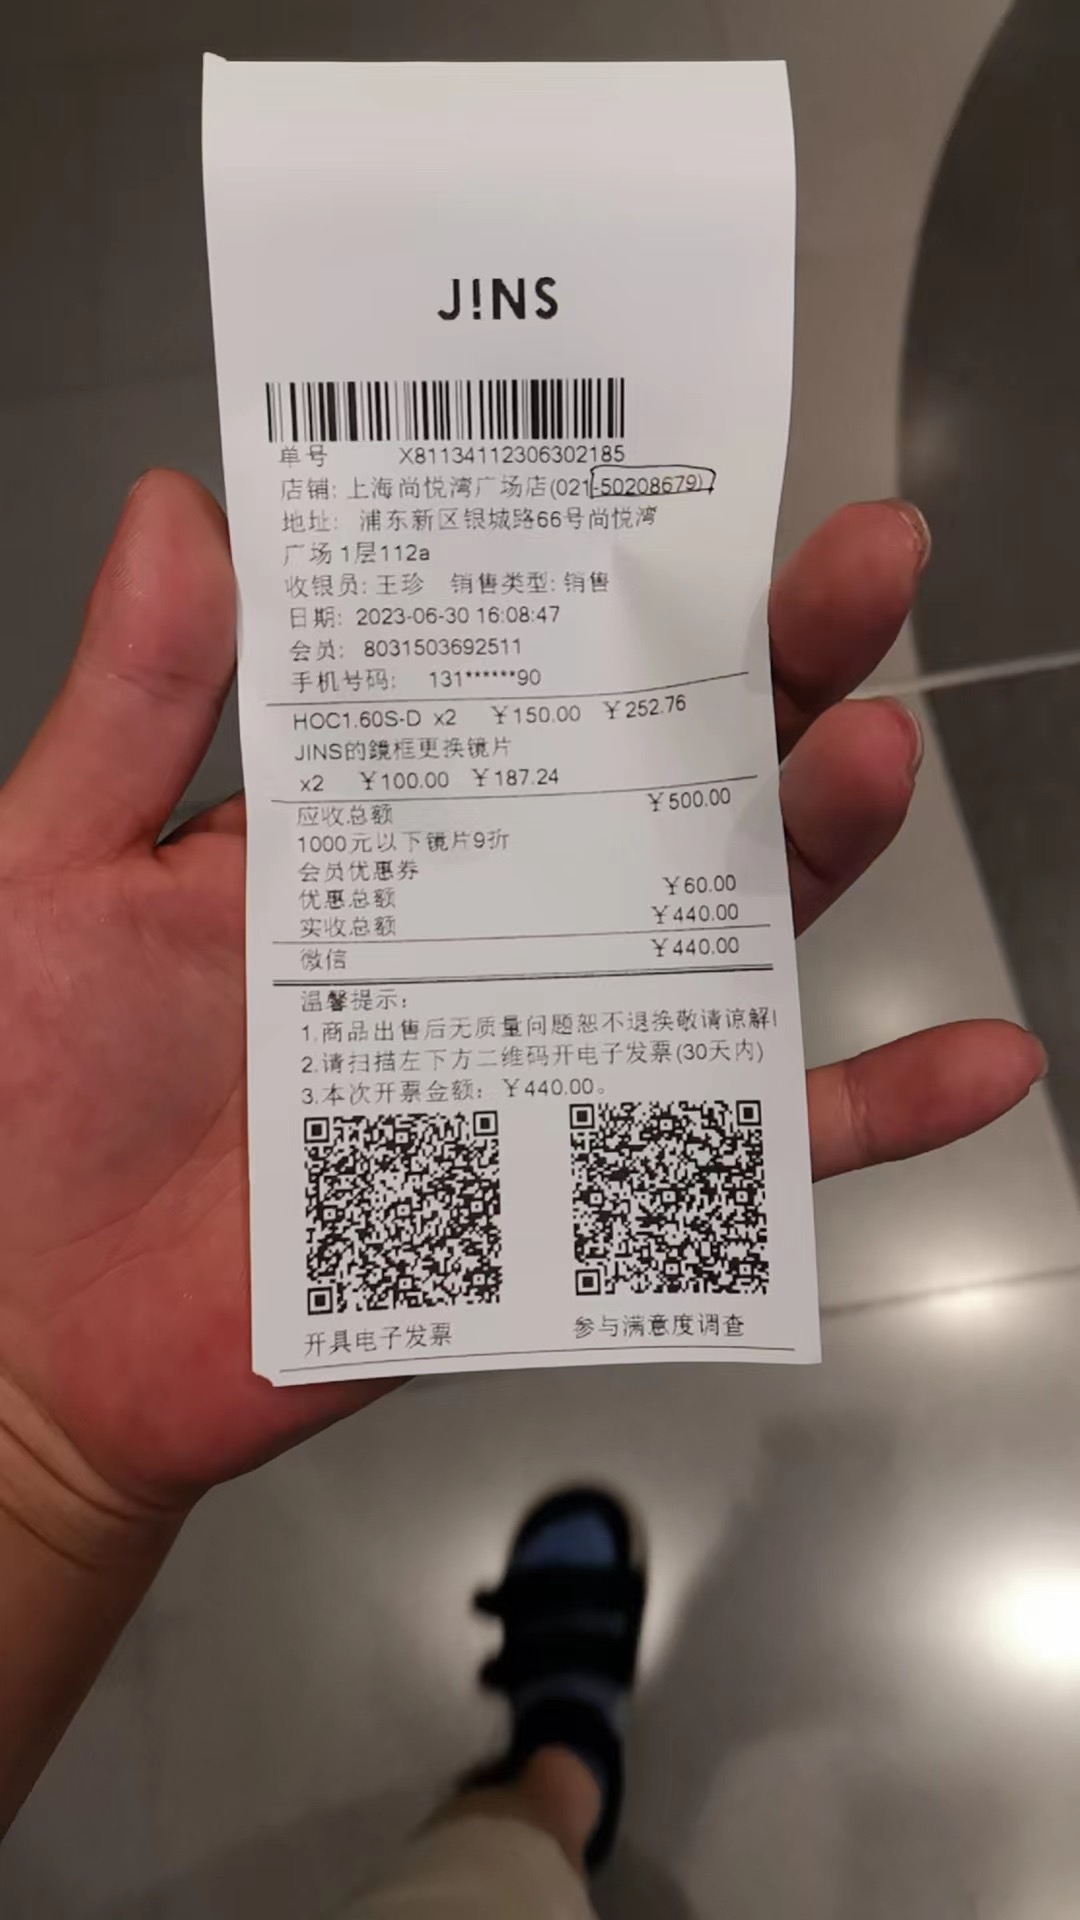 J!NS
单号 X81134112306302185
店铺: 上海尚悦湾广场店(021-50208679)
地址: 浦东新区银城路66号尚悦湾
广场1层112a
收银员: 王珍 销售类型: 销售
日期: 2023-06-30 16:08:47
会员: 8031503692511
手机号码: 131******90
HOC1.60S-D x2 ￥150.00 ￥252.76
JINS的鏡框更换镜片
x2 ￥100.00 ￥187.24
应收总额 ￥500.00
1000元以下镜片9折
会员优惠券
优惠总额 ￥60.00
实收总额 ￥440.00
微信 ￥440.00
温馨提示:
1.商品出售后无质量问题恕不退换敬请谅解!
2.请扫描左下方二维码开电子发票(30天内)
3.本次开票金额: ￥440.00。
开具电子发票 参与满意度调查